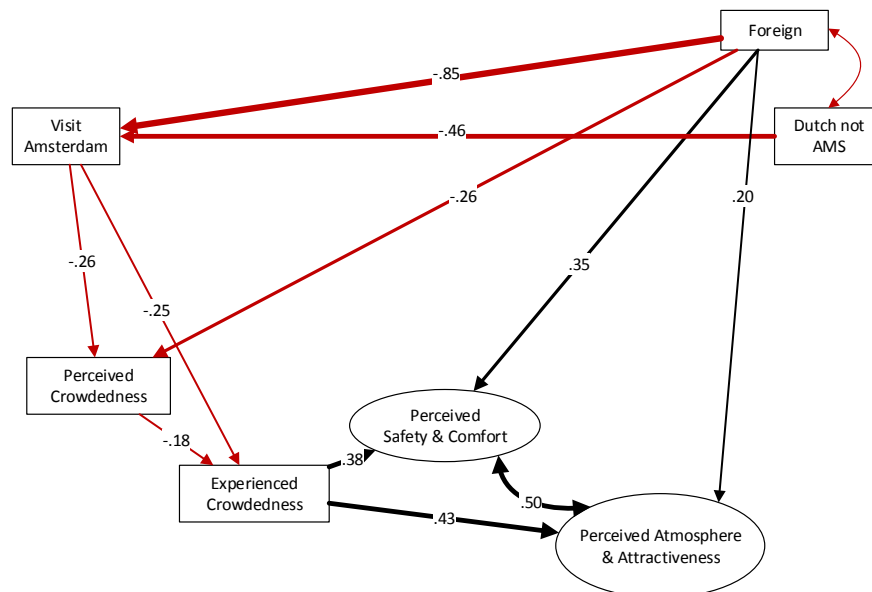 Foreign
-.85
Visit
Amsterdam
-.46
Dutch not
AMS
-.26
.20
-.26
.35
-.25
Perceived
Crowdedness
Perceived
Safety & Comfort
-.18
.38
Experienced
Crowdedness
.50
.43
Perceived Atmosphere
& Attractiveness